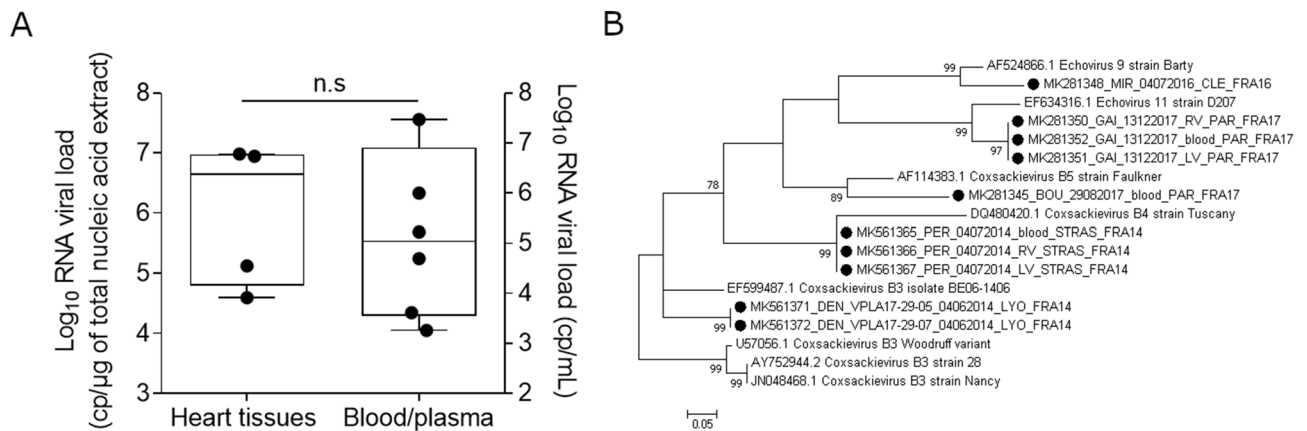 A
B
Log10 RNA viral load
(cp/µg of total nucleic acid extract)
8
7
6
5
4
3
n.s
8
7
6
5
4
3
2
Log10 RNA viral load (cp/mL)
Heart tissues
Blood/plasma
AF524866.1 Echovirus 9 strain Barty
99
MK281348_MIR_04072016_CLE_FRA16
EF634316.1 Echovirus 11 strain D207
99
MK281350_GAI_13122017_RV_PAR_FRA17
MK281352_GAI_13122017_blood_PAR_FRA17
97
MK281351_GAI_13122017_LV_PAR_FRA17
78
AF114383.1 Coxsackievirus B5 strain Faulkner
89
MK281345_BOU_29082017_blood_PAR_FRA17
DQ480420.1 Coxsackievirus B4 strain Tuscany
MK561365_PER_04072014_blood_STRAS_FRA14
99
MK561366_PER_04072014_RV_STRAS_FRA14
MK561367_PER_04072014_LV_STRAS_FRA14
EF599487.1 Coxsackievirus B3 isolate BE06-1406
MK561371_DEN_VPLA17-29-05_04062014_LYO_FRA14
99
MK561372_DEN_VPLA17-29-07_04062014_LYO_FRA14
U57056.1 Coxsackievirus B3 Woodruff variant
99
AY752944.2 Coxsackievirus B3 strain 28
99
JN048468.1 Coxsackievirus B3 strain Nancy
0.05